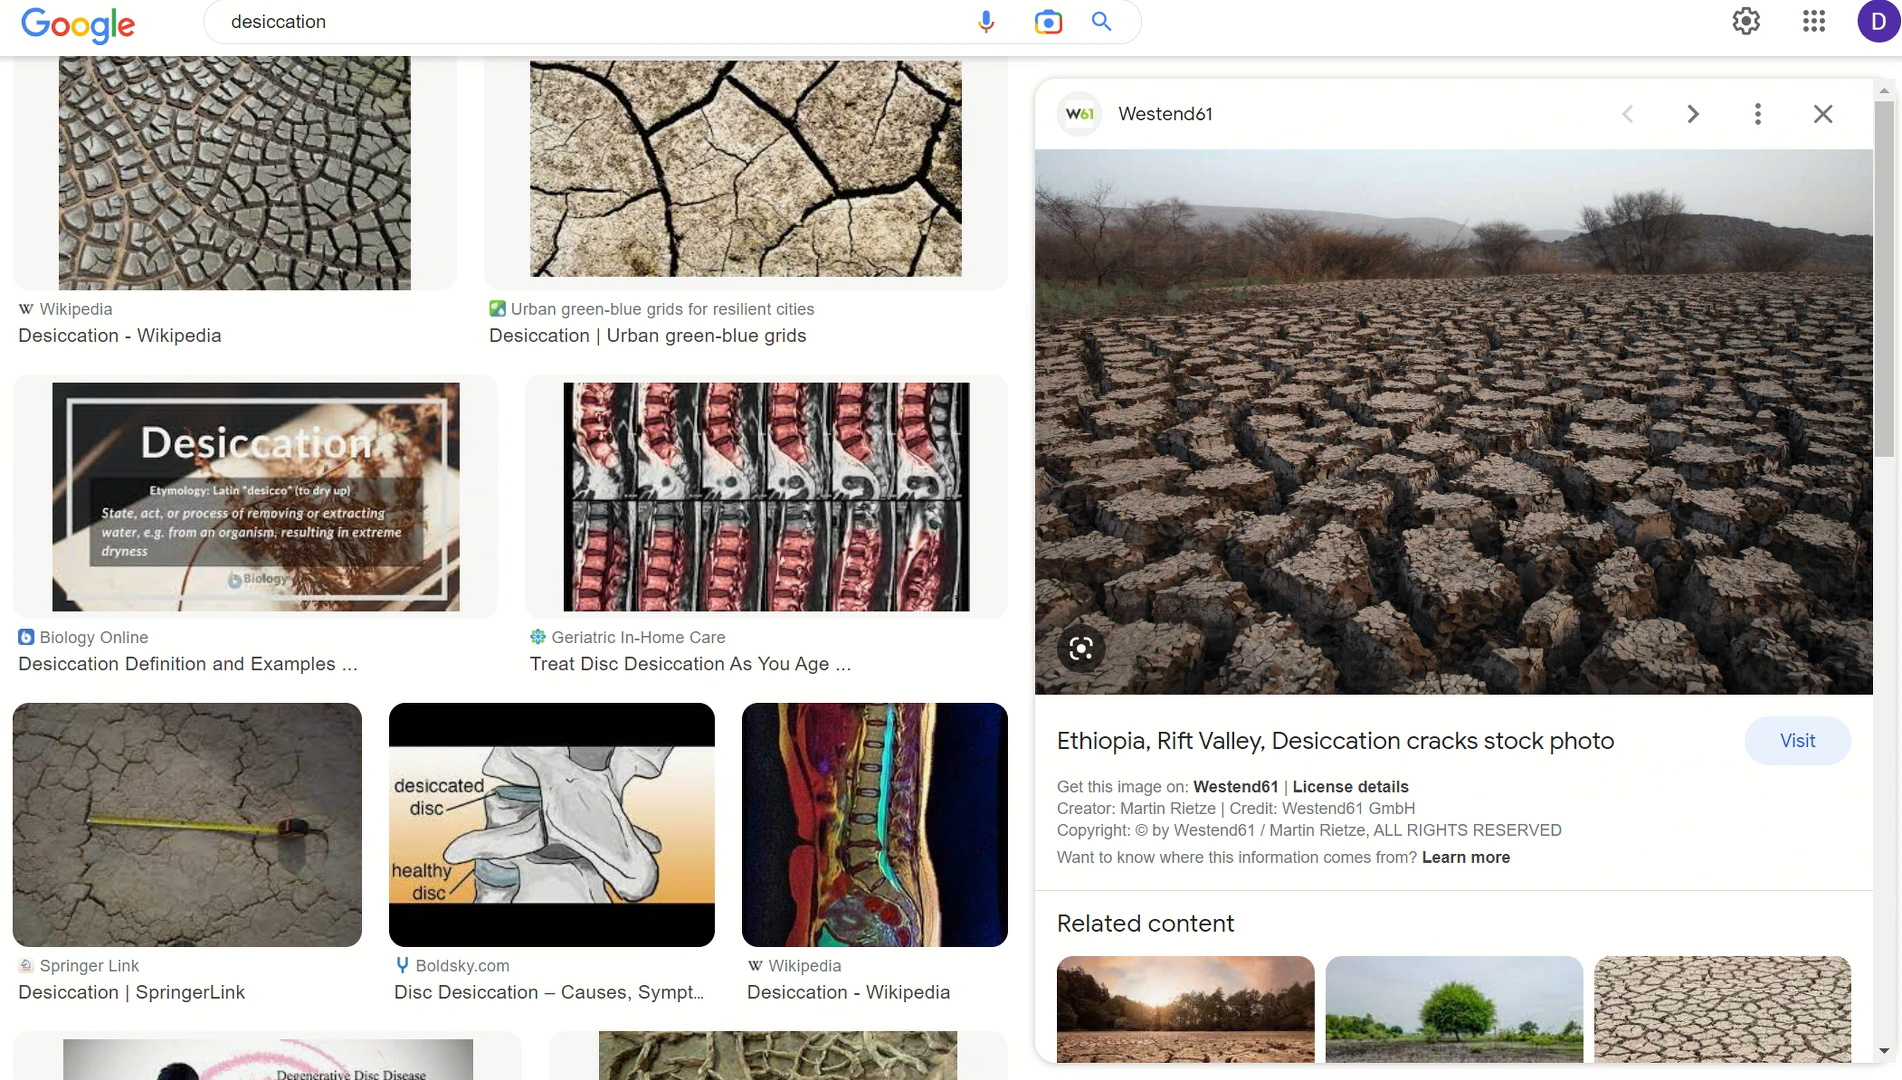 Google
desiccation
D
Wikipedia
Desiccation - Wikipedia
Urban green-blue grids for resilient cities
Desiccation | Urban green-blue grids
Desiccation
Etymology: Latin "desicco" (to dry up)
State, act, or process of removing or extracting
water, e.g. from an organism, resulting in extreme
dryness
Biology
Biology Online
Desiccation Definition and Examples ...
Geriatric In-Home Care
Treat Disc Desiccation As You Age ...
desiccated
disc
healthy
disc
Springer Link
Desiccation | SpringerLink
Boldsky.com
Disc Desiccation – Causes, Sympt...
W Wikipedia
Desiccation - Wikipedia
Degenerative Disc Disease
W61 Westend61
Ethiopia, Rift Valley, Desiccation cracks stock photo
Visit
Get this image on: Westend61 | License details
Creator: Martin Rietze | Credit: Westend61 GmbH
Copyright: © by Westend61 / Martin Rietze, ALL RIGHTS RESERVED
Want to know where this information comes from? Learn more
Related content